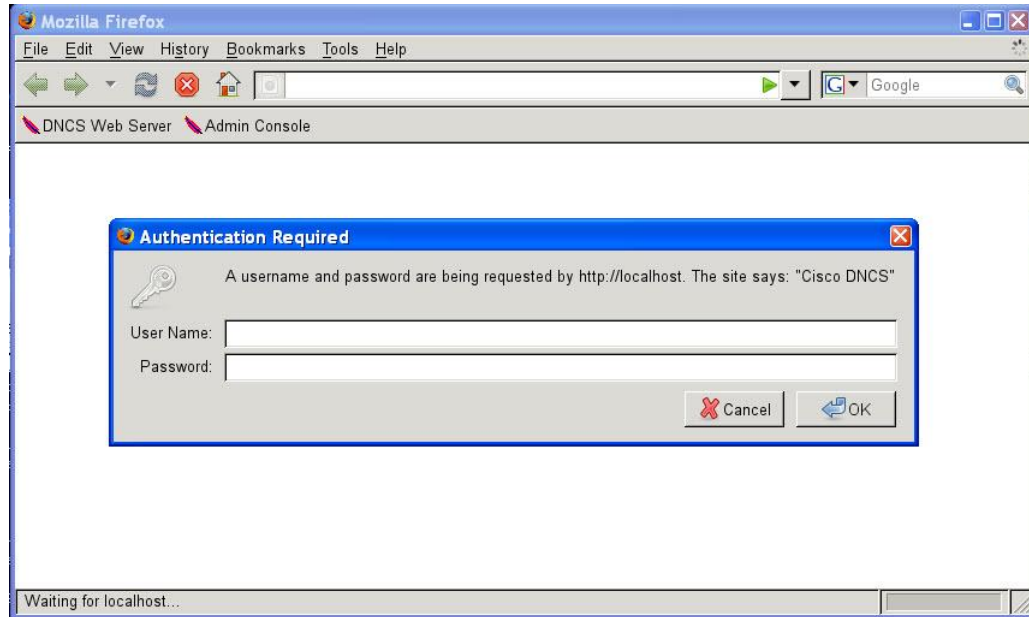 Mozilla Firefox
File Edit View History Bookmarks Tools Help
G Google
DNCS Web Server Admin Console
Authentication Required
A username and password are being requested by http://localhost. The site says: "Cisco DNCS"
User Name:
Password:
Cancel OK
Waiting for localhost...